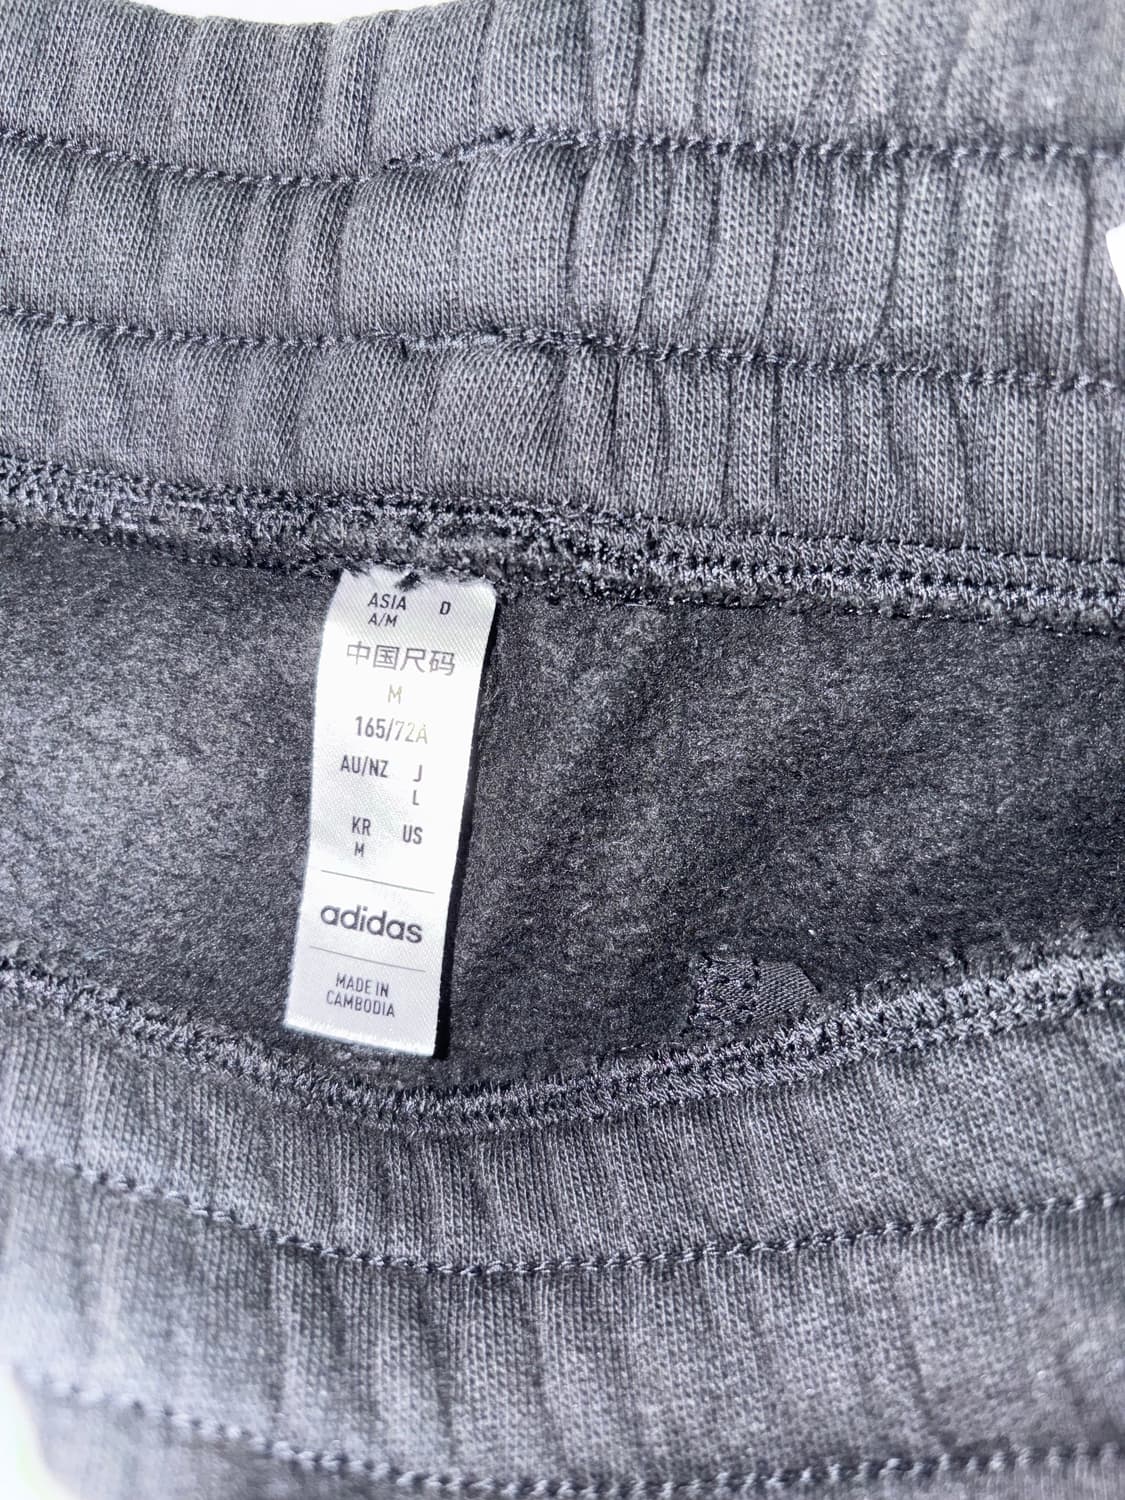 ASIA D
A/M
中国尺码
M
165/72A
AU/NZ J
L
KR US
M
adidas
MADE IN
CAMBODIA